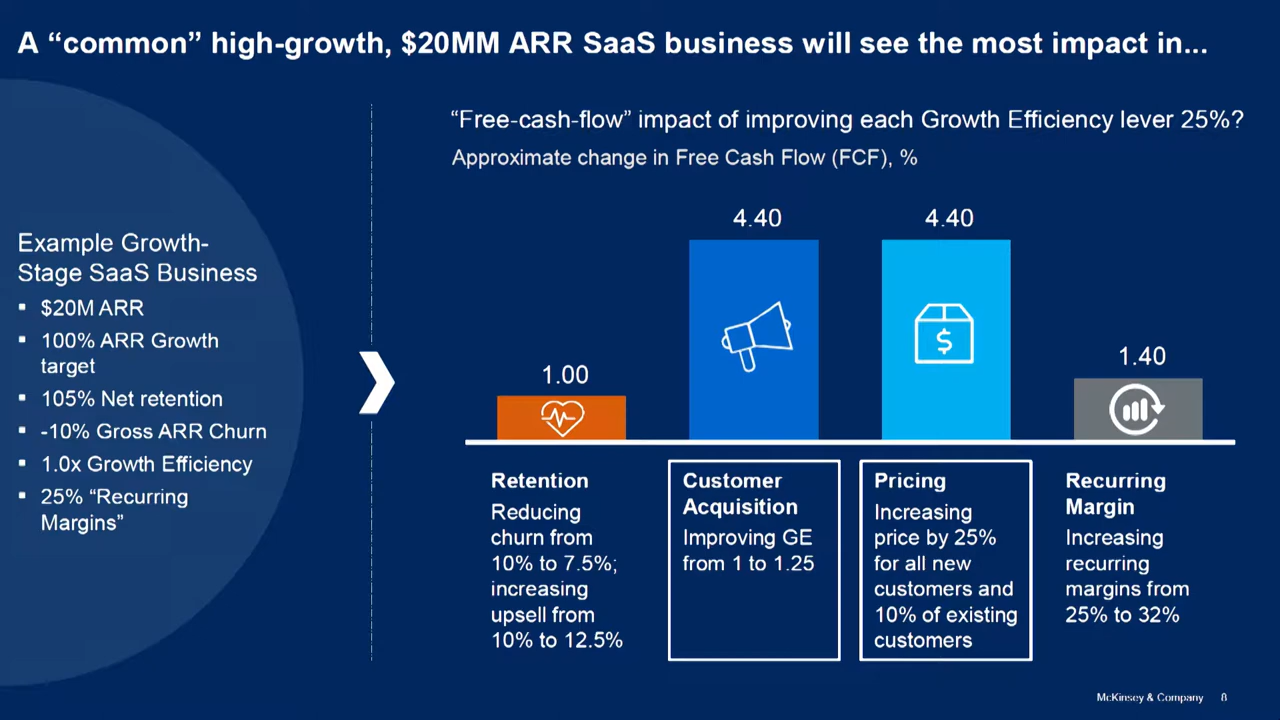 A “common” high-growth, $20MM ARR SaaS business will see the most impact in...
Example Growth-
Stage SaaS Business
▪ $20M ARR
▪ 100% ARR Growth
target
▪ 105% Net retention
▪ -10% Gross ARR Churn
▪ 1.0x Growth Efficiency
▪ 25% “Recurring
Margins”
“Free-cash-flow” impact of improving each Growth Efficiency lever 25%?
Approximate change in Free Cash Flow (FCF), %
1.00
4.40
4.40
1.40
$
Retention
Reducing
churn from
10% to 7.5%;
increasing
upsell from
10% to 12.5%
Customer
Acquisition
Improving GE
from 1 to 1.25
Pricing
Increasing
price by 25%
for all new
customers and
10% of existing
customers
Recurring
Margin
Increasing
recurring
margins from
25% to 32%
McKinsey & Company 8